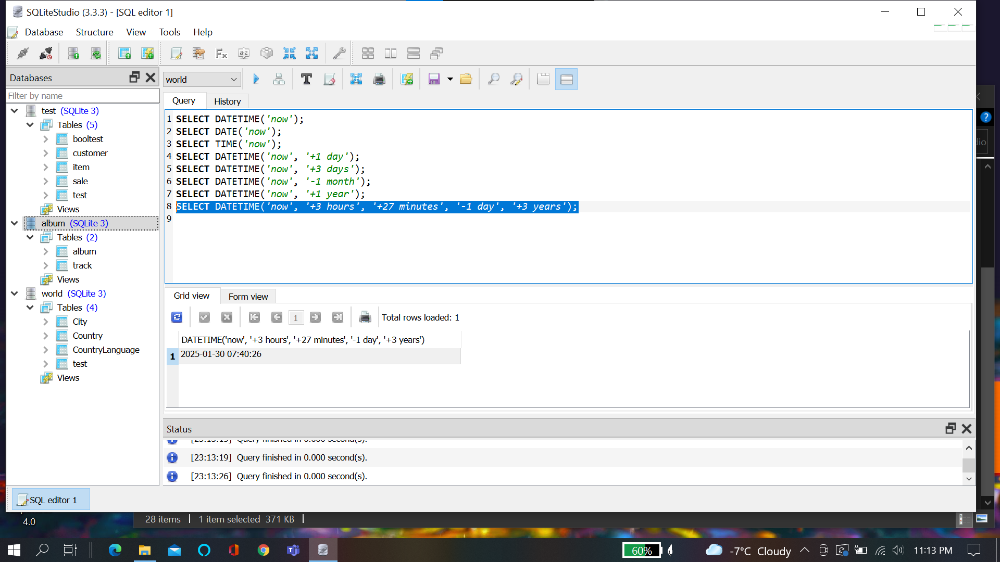 SQLiteStudio (3.3.3) - [SQL editor 1]
Database Structure View Tools Help
Databases
world
Filter by name
Query History
test (SQLite 3)
Tables (5)
booltest
customer
item
sale
test
Views
album (SQLite 3)
Tables (2)
album
track
Views
world (SQLite 3)
Tables (4)
City
Country
CountryLanguage
test
Views
1 SELECT DATETIME('now');
2 SELECT DATE('now');
3 SELECT TIME('now');
4 SELECT DATETIME('now', '+1 day');
5 SELECT DATETIME('now', '+3 days');
6 SELECT DATETIME('now', '-1 month');
7 SELECT DATETIME('now', '+1 year');
8 SELECT DATETIME('now', '+3 hours', '+27 minutes', '-1 day', '+3 years');
9
Grid view Form view
1 Total rows loaded: 1
DATETIME('now', '+3 hours', '+27 minutes', '-1 day', '+3 years')
1 2025-01-30 07:40:26
Status
[23:13:19] Query finished in 0.000 second(s).
[23:13:26] Query finished in 0.000 second(s).
SQL editor 1
4.0
28 items 1 item selected 371 KB
60% -7°C Cloudy 11:13 PM